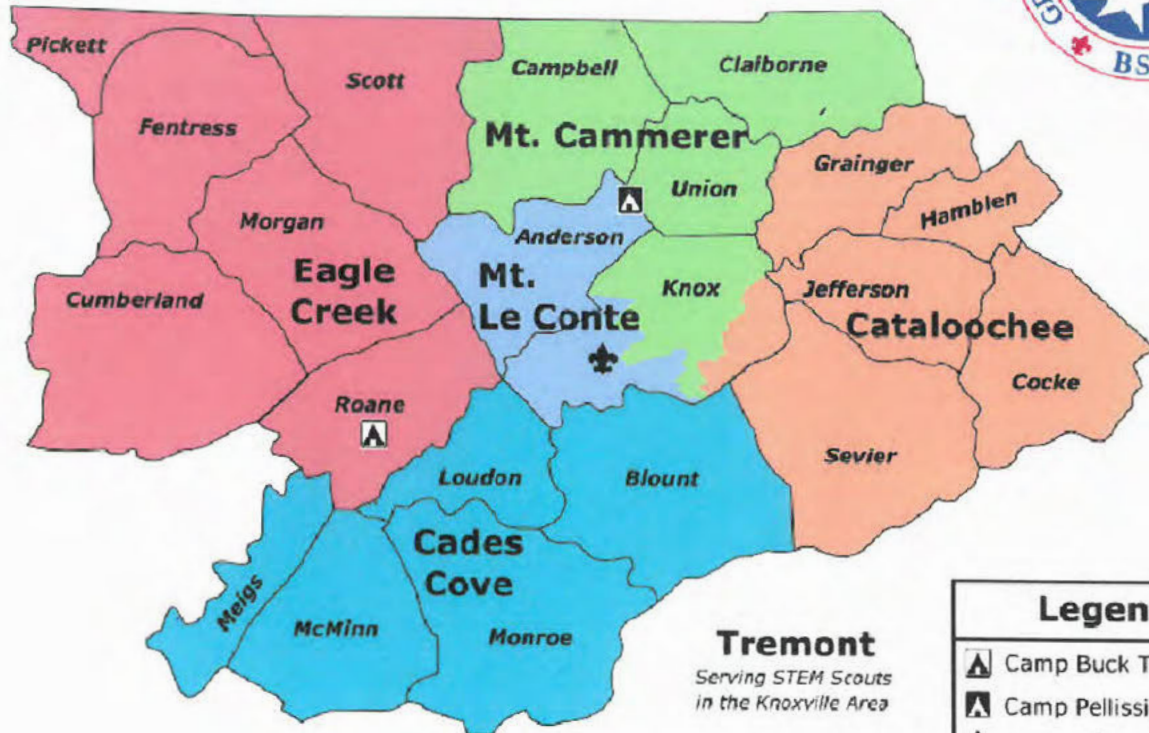 BS
Pickett
Scott
Campbell
Claiborne
Fentress
Mt. Cammerer
Grainger
Union
Hamblen
Morgan
Anderson
Eagle
Creek
Mt.
Le Conte
Knox
Jefferson
Cumberland
Cataloochee
Cocke
Roane
Sevier
Loudon
Blount
Cades
Cove
Meigs
McMinn
Monroe
Tremont
Serving STEM Scouts
in the Knoxville Area
Legen
Camp Buck T
Camp Pellissi